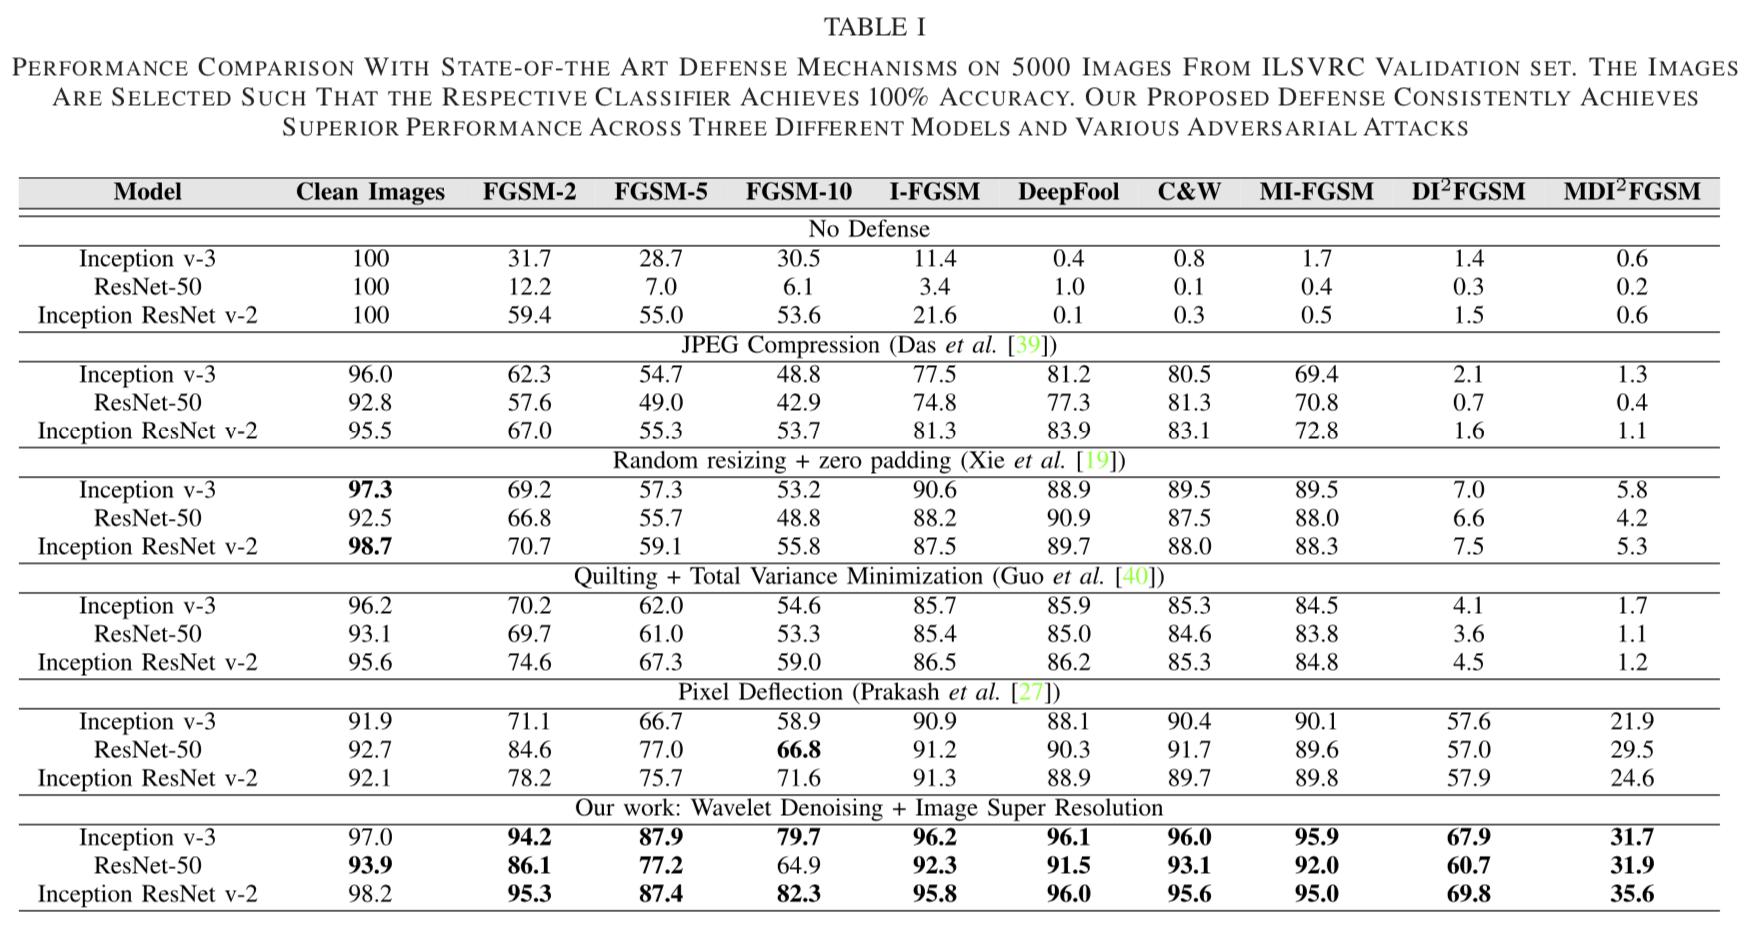 TABLE I
PERFORMANCE COMPARISON WITH STATE-OF-THE ART DEFENSE MECHANISMS ON 5000 IMAGES FROM ILSVRC VALIDATION SET. THE IMAGES
ARE SELECTED SUCH THAT THE RESPECTIVE CLASSIFIER ACHIEVES 100% ACCURACY. OUR PROPOSED DEFENSE CONSISTENTLY ACHIEVES
SUPERIOR PERFORMANCE ACROSS THREE DIFFERENT MODELS AND VARIOUS ADVERSARIAL ATTACKS
Model Clean Images FGSM-2 FGSM-5 FGSM-10 I-FGSM DeepFool C&W MI-FGSM DI²FGSM MDI²FGSM
No Defense
Inception v-3 100 31.7 28.7 30.5 11.4 0.4 0.8 1.7 1.4 0.6
ResNet-50 100 12.2 7.0 6.1 3.4 1.0 0.1 0.4 0.3 0.2
Inception ResNet v-2 100 59.4 55.0 53.6 21.6 0.1 0.3 0.5 1.5 0.6
JPEG Compression (Das et al. [39])
Inception v-3 96.0 62.3 54.7 48.8 77.5 81.2 80.5 69.4 2.1 1.3
ResNet-50 92.8 57.6 49.0 42.9 74.8 77.3 81.3 70.8 0.7 0.4
Inception ResNet v-2 95.5 67.0 55.3 53.7 81.3 83.9 83.1 72.8 1.6 1.1
Random resizing + zero padding (Xie et al. [19])
Inception v-3 97.3 69.2 57.3 53.2 90.6 88.9 89.5 89.5 7.0 5.8
ResNet-50 92.5 66.8 55.7 48.8 88.2 90.9 87.5 88.0 6.6 4.2
Inception ResNet v-2 98.7 70.7 59.1 55.8 87.5 89.7 88.0 88.3 7.5 5.3
Quilting + Total Variance Minimization (Guo et al. [40])
Inception v-3 96.2 70.2 62.0 54.6 85.7 85.9 85.3 84.5 4.1 1.7
ResNet-50 93.1 69.7 61.0 53.3 85.4 85.0 84.6 83.8 3.6 1.1
Inception ResNet v-2 95.6 74.6 67.3 59.0 86.5 86.2 85.3 84.8 4.5 1.2
Pixel Deflection (Prakash et al. [27])
Inception v-3 91.9 71.1 66.7 58.9 90.9 88.1 90.4 90.1 57.6 21.9
ResNet-50 92.7 84.6 77.0 66.8 91.2 90.3 91.7 89.6 57.0 29.5
Inception ResNet v-2 92.1 78.2 75.7 71.6 91.3 88.9 89.7 89.8 57.9 24.6
Our work: Wavelet Denoising + Image Super Resolution
Inception v-3 97.0 94.2 87.9 79.7 96.2 96.1 96.0 95.9 67.9 31.7
ResNet-50 93.9 86.1 77.2 64.9 92.3 91.5 93.1 92.0 60.7 31.9
Inception ResNet v-2 98.2 95.3 87.4 82.3 95.8 96.0 95.6 95.0 69.8 35.6